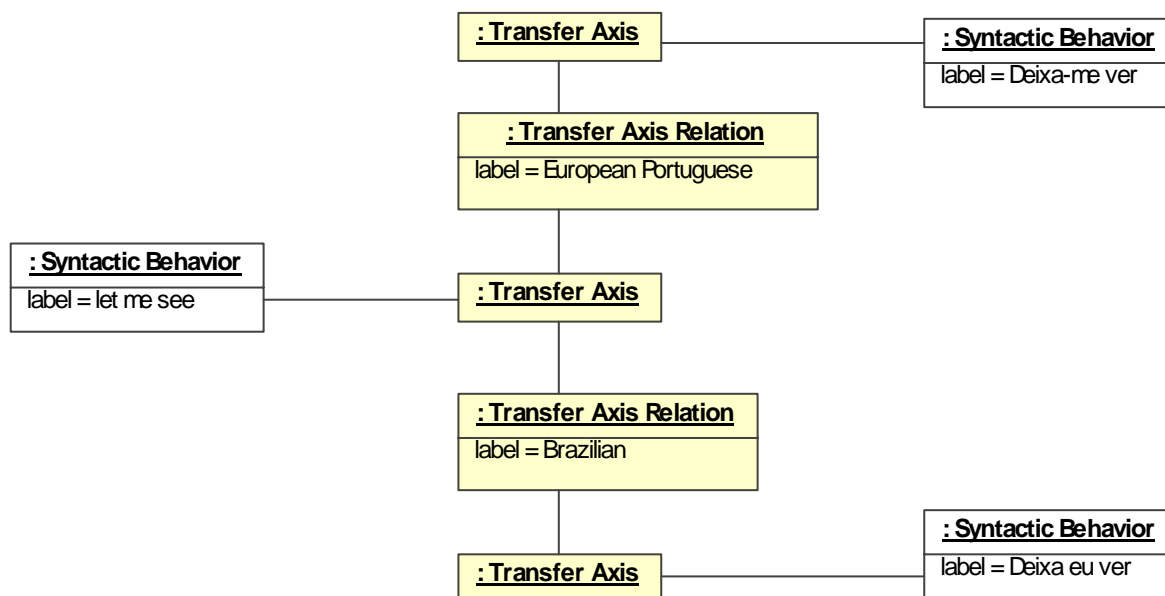 : Transfer Axis
: Syntactic Behavior
label = Deixa-me ver
: Transfer Axis Relation
label = European Portuguese
: Syntactic Behavior
label = let me see
: Transfer Axis
: Transfer Axis Relation
label = Brazilian
: Syntactic Behavior
label = Deixa eu ver
: Transfer Axis